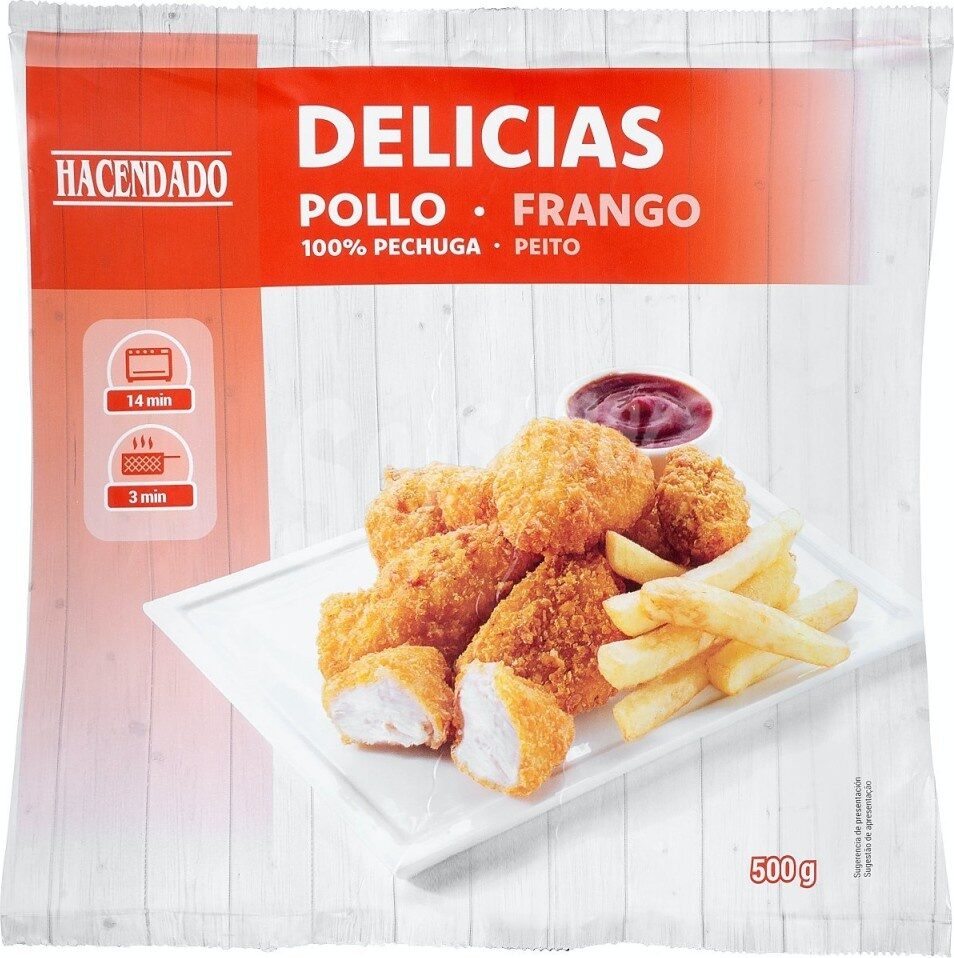 HACENDADO
DELICIAS
POLLO · FRANGO
100% PECHUGA · PEITO
14 min
3 min
500 g
Sugerencia de presentación
Sugestão de apresentação